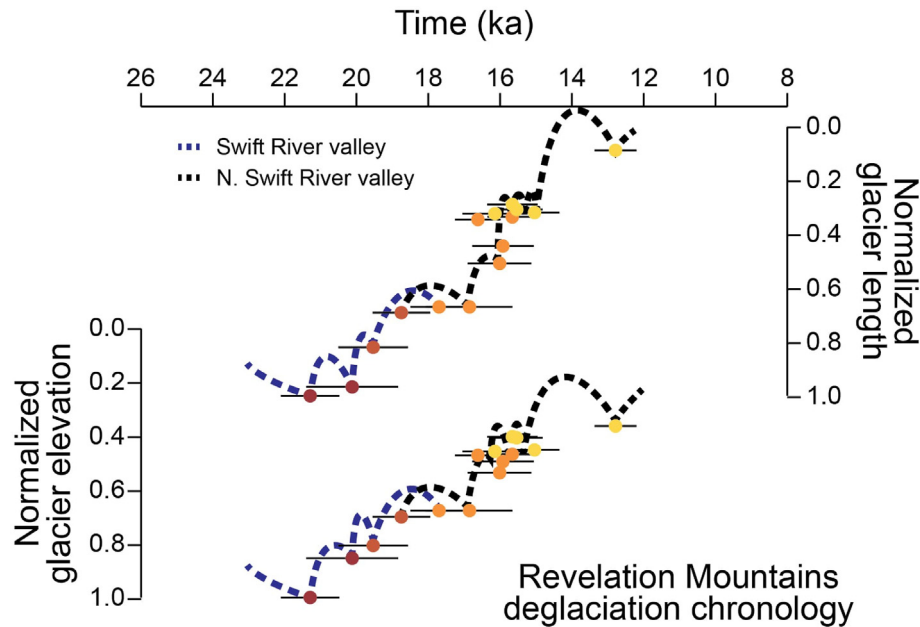 Time (ka)
26 24 22 20 18 16 14 12 10 8
Swift River valley
N. Swift River valley
0.0
0.2
0.4
0.6
0.8
1.0
Normalized
glacier length
0.0
0.2
0.4
0.6
0.8
1.0
Normalized
glacier elevation
Revelation Mountains
deglaciation chronology